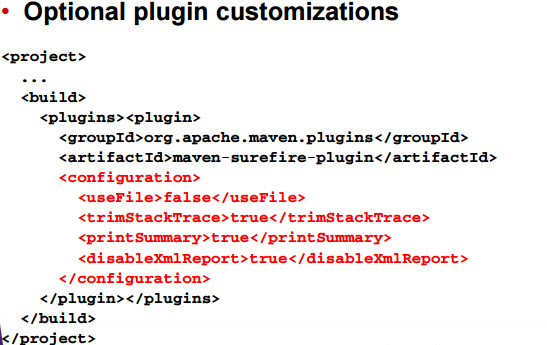 • Optional plugin customizations
<project>
...
<build>
<plugins><plugin>
<groupId>org.apache.maven.plugins</groupId>
<artifactId>maven-surefire-plugin</artifactId>
<configuration>
<useFile>false</useFile>
<trimStackTrace>true</trimStackTrace>
<printSummary>true</printSummary>
<disableXmlReport>true</disableXmlReport>
</configuration>
</plugin></plugins>
</build>
</project>